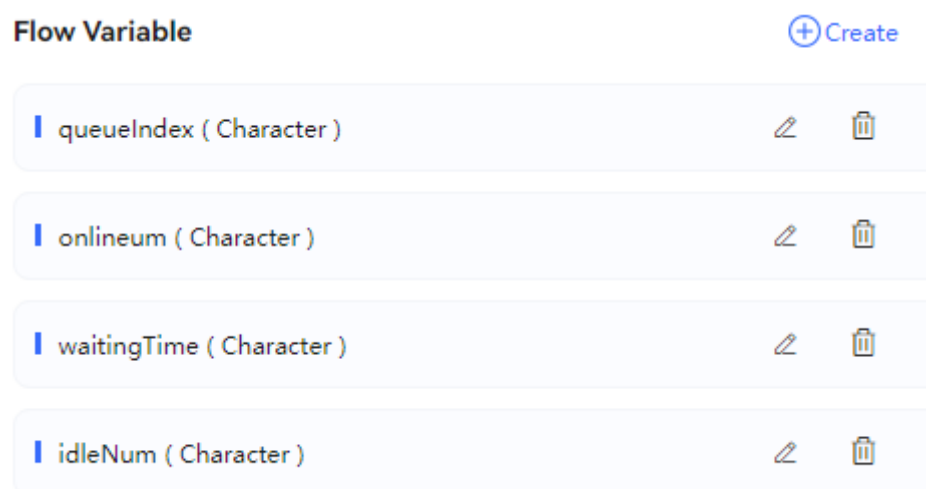 Flow Variable
Create
queueIndex ( Character )
onlineum ( Character )
waitingTime ( Character )
idleNum ( Character )